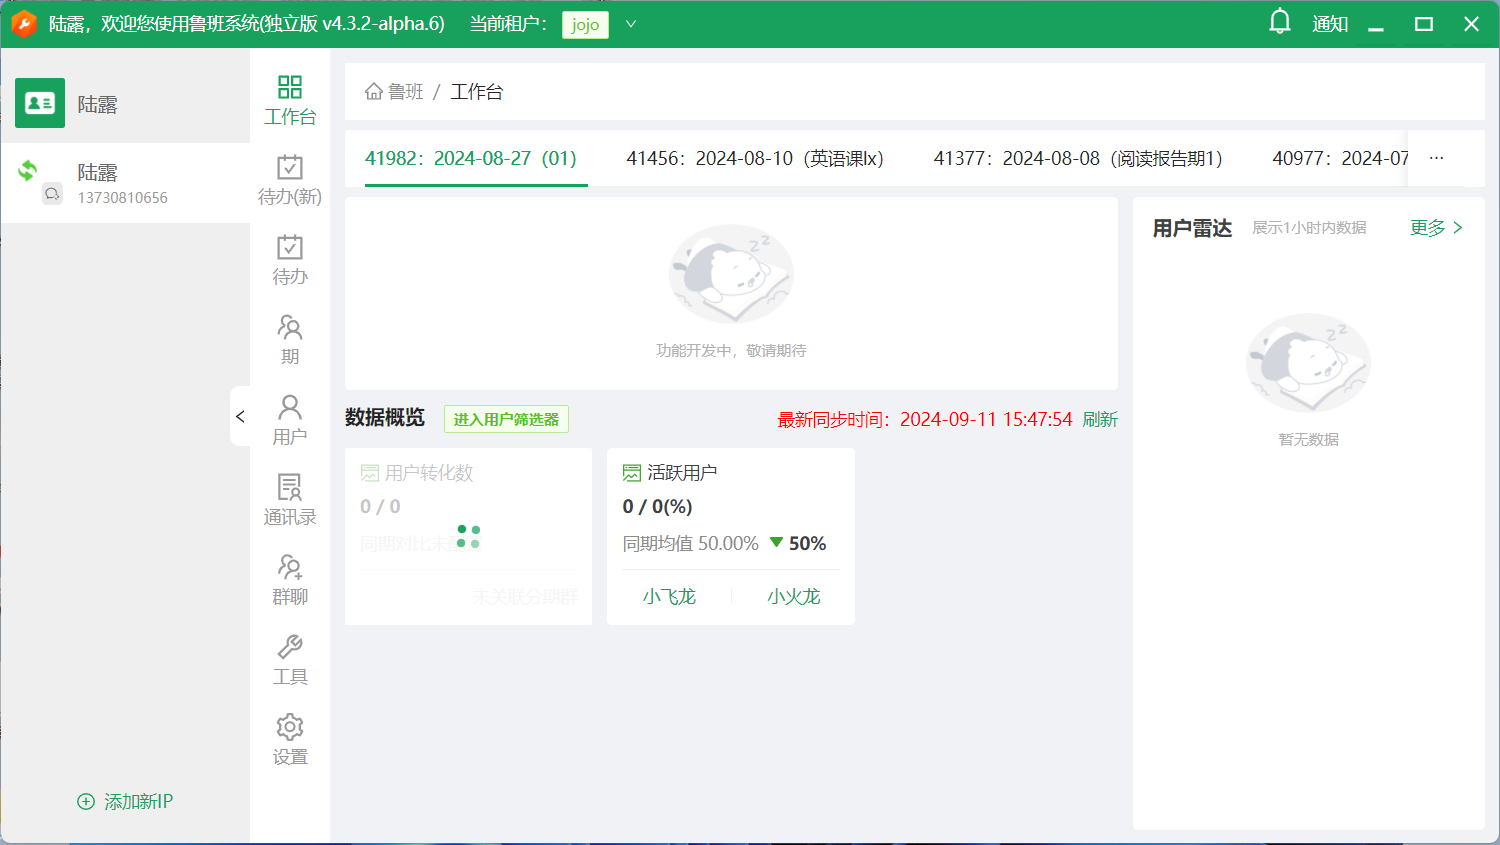 陆露，欢迎您使用鲁班系统(独立版 v4.3.2-alpha.6)
当前租户：
jojo
通知
陆露
陆露
13730810656
添加新IP
工作台
待办(新)
待办
期
用户
通讯录
群聊
工具
设置
鲁班 / 工作台
41982：2024-08-27（01）
41456：2024-08-10（英语课lx）
41377：2024-08-08（阅读报告期1）
40977：2024-07
...
功能开发中，敬请期待
数据概览
进入用户筛选器
最新同步时间：2024-09-11 15:47:54
刷新
用户转化数
0 / 0
同期对比未
未关联分期群
活跃用户
0 / 0(%)
同期均值 50.00% 50%
小飞龙
小火龙
用户雷达
展示1小时内数据
更多
zzz
暂无数据